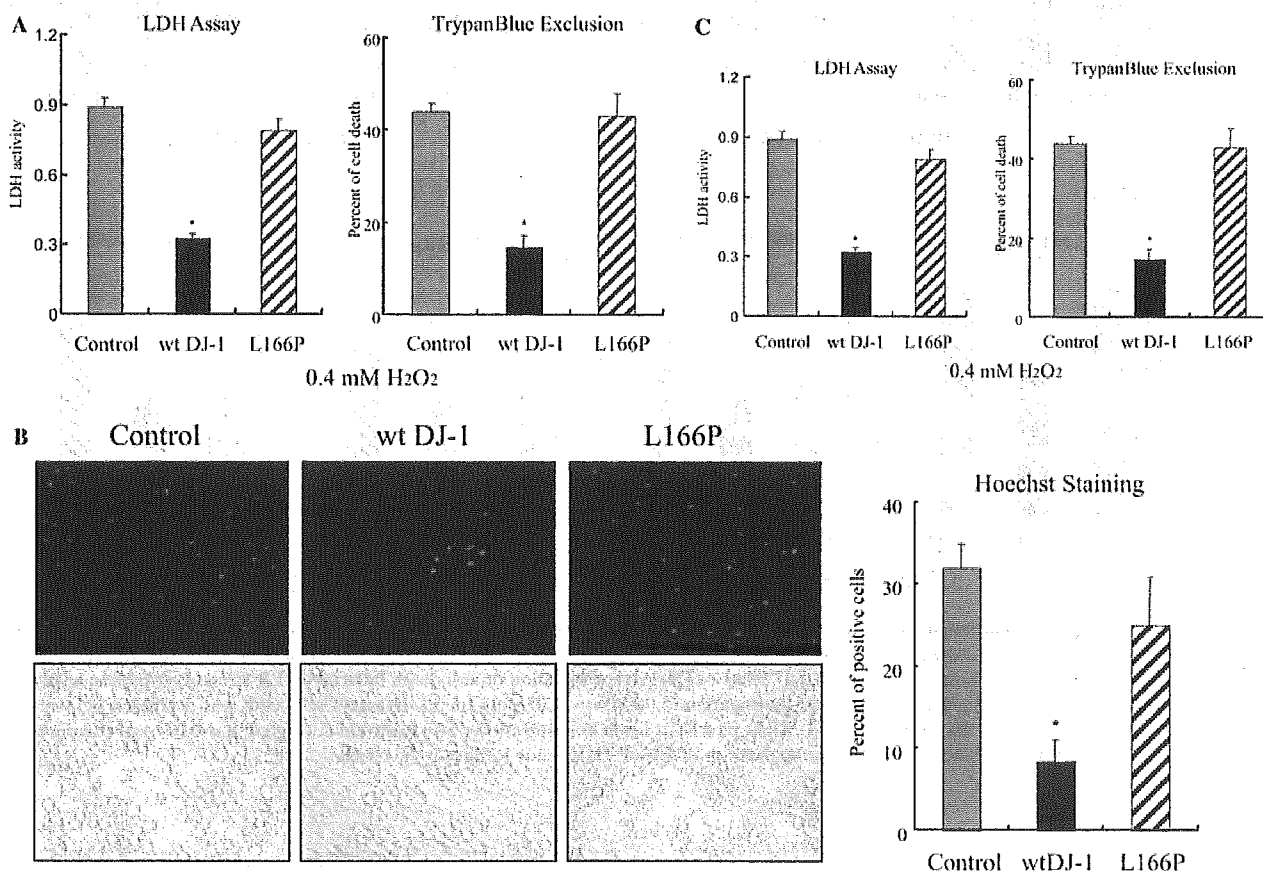 A
LDH Assay
1.2
0.9
0.6
0.3
0
LDH activity
*
Control wt DJ-1 L166P
TrypanBlue Exclusion
60
40
20
0
Percent of cell death
*
Control wt DJ-1 L166P
0.4 mM H2O2
C
LDH Assay
1.2
0.9
0.6
0.3
0
LDH activity
*
Control wt DJ-1 L166P
TrypanBlue Exclusion
60
40
20
0
Percent of cell death
*
Control wt DJ-1 L166P
0.4 mM H2O2
B
Control wt DJ-1 L166P
Hoechst Staining
40
30
20
10
0
Percent of positive cells
*
Control wtDJ-1 L166P